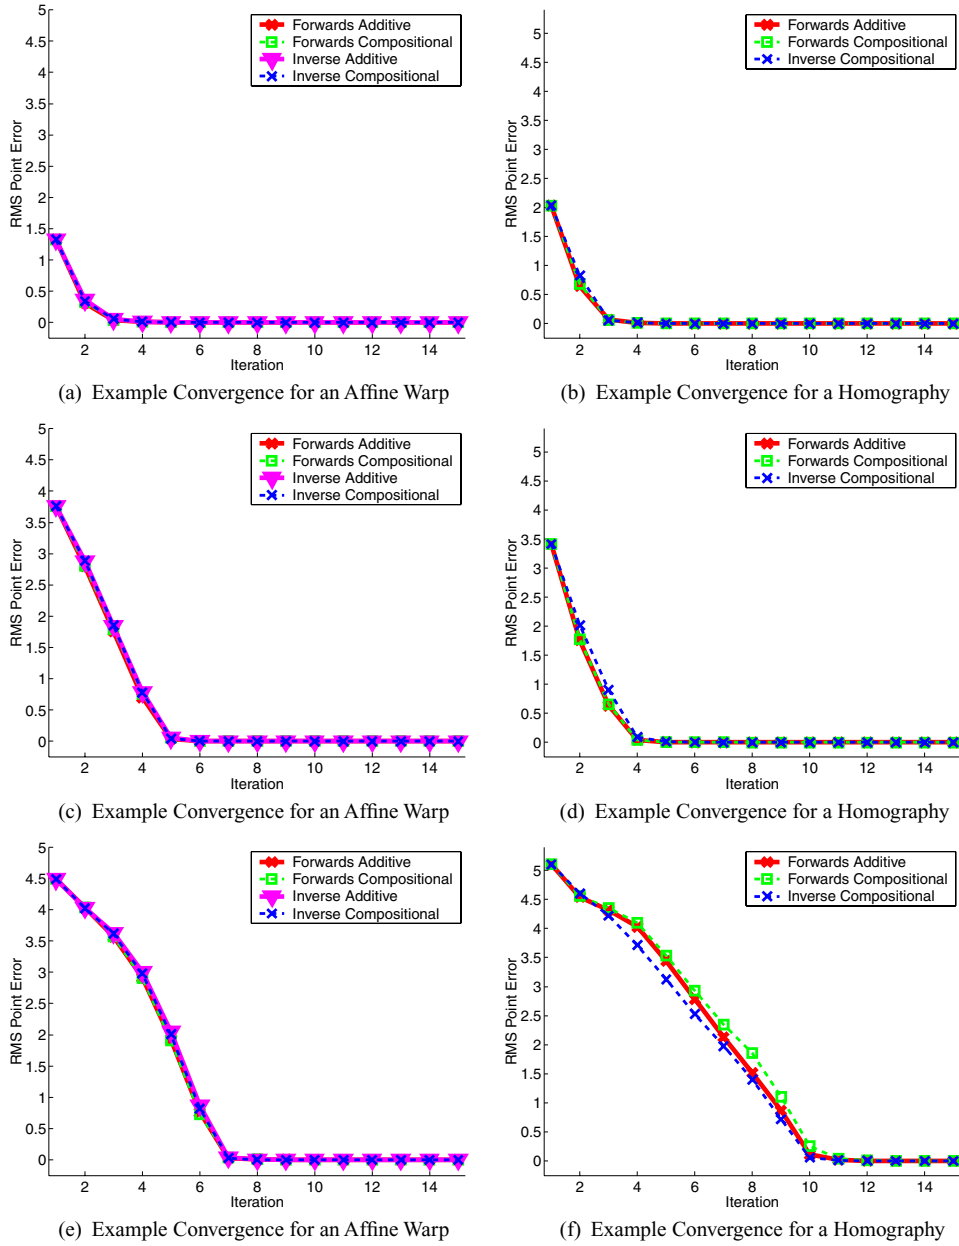 5
4.5
4
3.5
3
2.5
2
1.5
1
0.5
0
RMS Point Error
Forwards Additive
Forwards Compositional
Inverse Additive
Inverse Compositional
2 4 6 8 10 12 14
Iteration
(a) Example Convergence for an Affine Warp
5
4.5
4
3.5
3
2.5
2
1.5
1
0.5
0
RMS Point Error
Forwards Additive
Forwards Compositional
Inverse Compositional
2 4 6 8 10 12 14
Iteration
(b) Example Convergence for a Homography
5
4.5
4
3.5
3
2.5
2
1.5
1
0.5
0
RMS Point Error
Forwards Additive
Forwards Compositional
Inverse Additive
Inverse Compositional
2 4 6 8 10 12 14
Iteration
(c) Example Convergence for an Affine Warp
5
4.5
4
3.5
3
2.5
2
1.5
1
0.5
0
RMS Point Error
Forwards Additive
Forwards Compositional
Inverse Compositional
2 4 6 8 10 12 14
Iteration
(d) Example Convergence for a Homography
5
4.5
4
3.5
3
2.5
2
1.5
1
0.5
0
RMS Point Error
Forwards Additive
Forwards Compositional
Inverse Additive
Inverse Compositional
2 4 6 8 10 12 14
Iteration
(e) Example Convergence for an Affine Warp
5
4.5
4
3.5
3
2.5
2
1.5
1
0.5
0
RMS Point Error
Forwards Additive
Forwards Compositional
Inverse Compositional
2 4 6 8 10 12 14
Iteration
(f) Example Convergence for a Homography